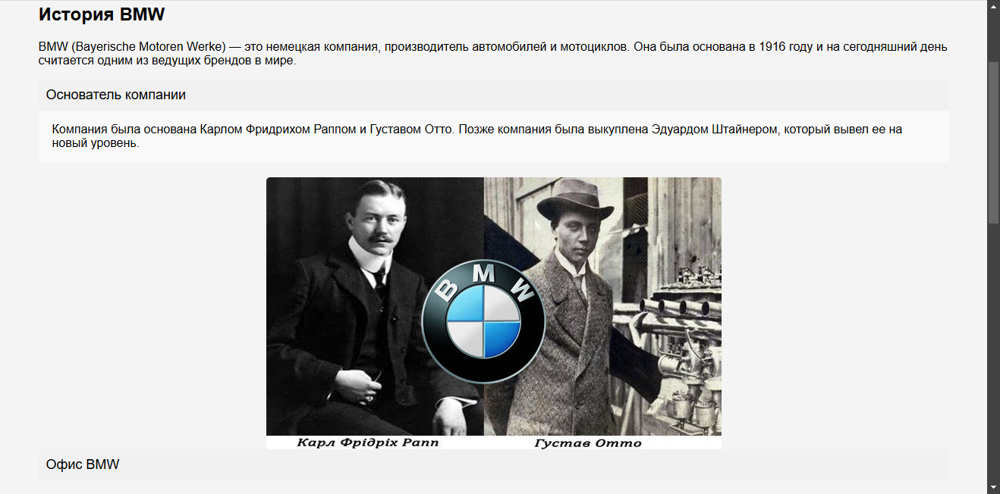 История BMW
BMW (Bayerische Motoren Werke) — это немецкая компания, производитель автомобилей и мотоциклов. Она была основана в 1916 году и на сегодняшний день
считается одним из ведущих брендов в мире.
Основатель компании
Компания была основана Карлом Фридрихом Раппом и Густавом Отто. Позже компания была выкуплена Эдуардом Штайнером, который вывел ее на
новый уровень.
BMW
Карл Фрідріх Рапп
Густав Отто
Офис BMW